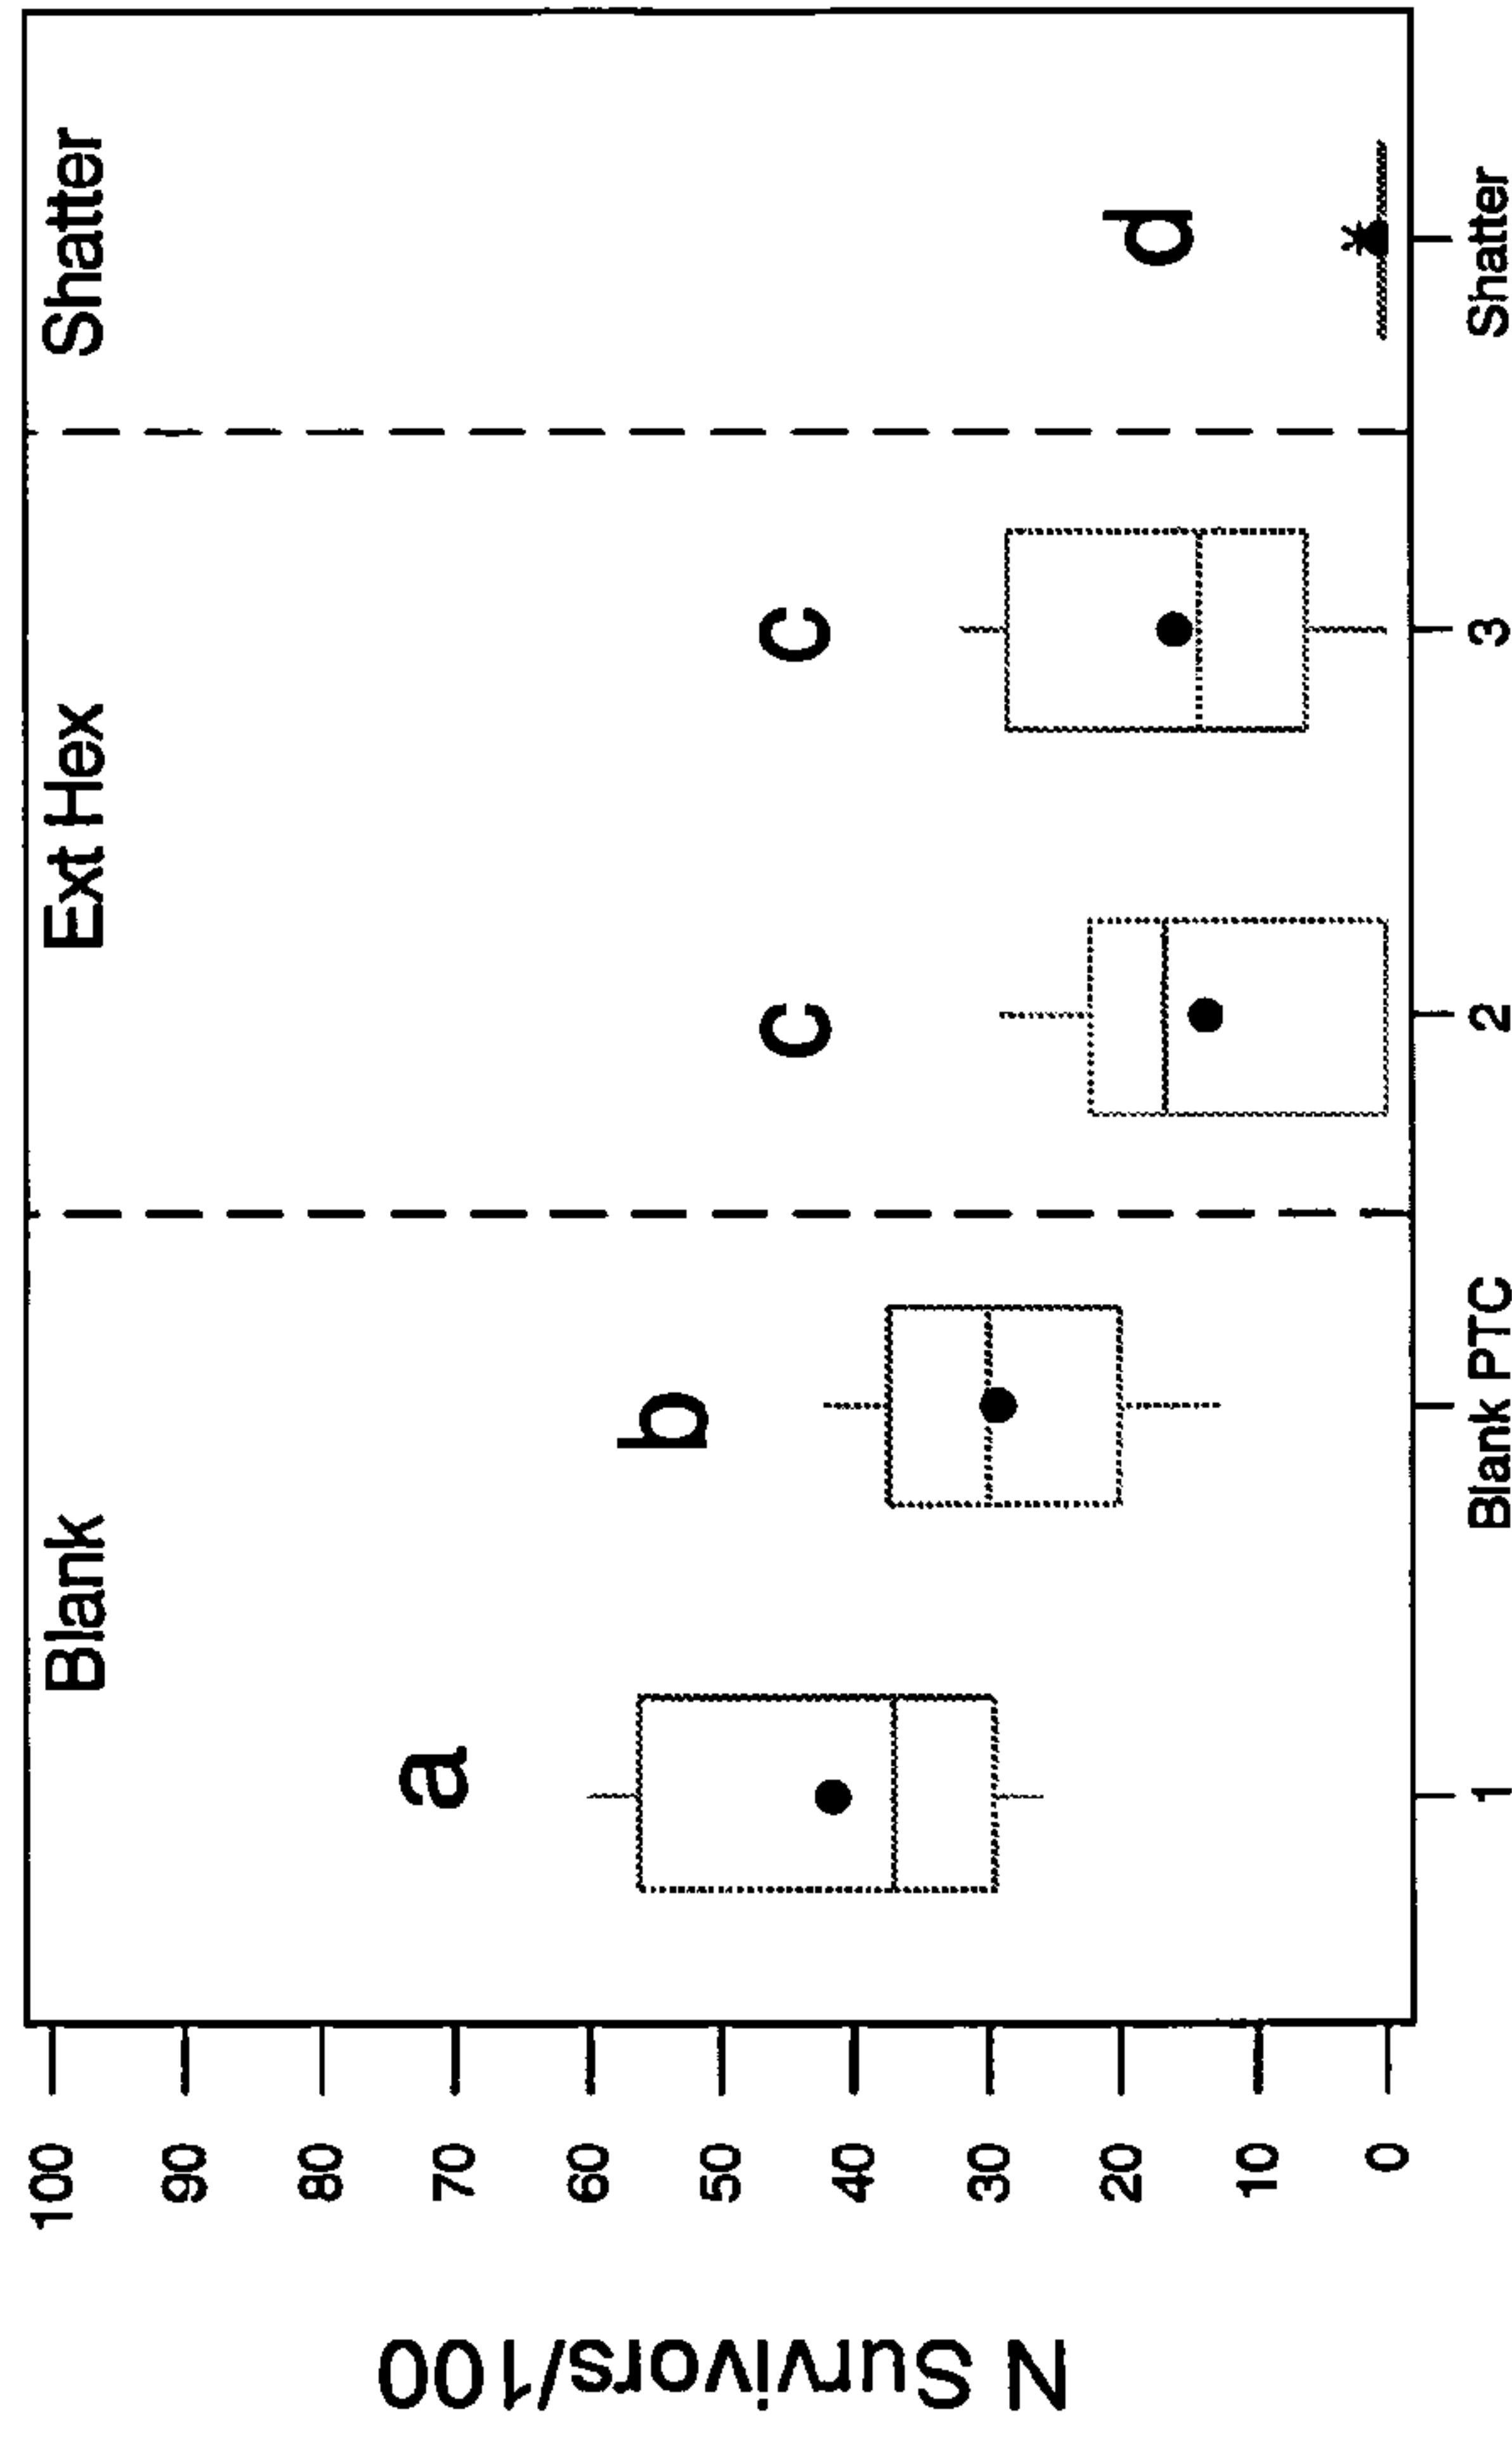 Blank
Ext Hex
Shatter
a
b
c
c
d
*
N Survivors/100
100
90
80
70
60
50
40
30
20
10
0
1
Blank PTC
2
3
Shatter